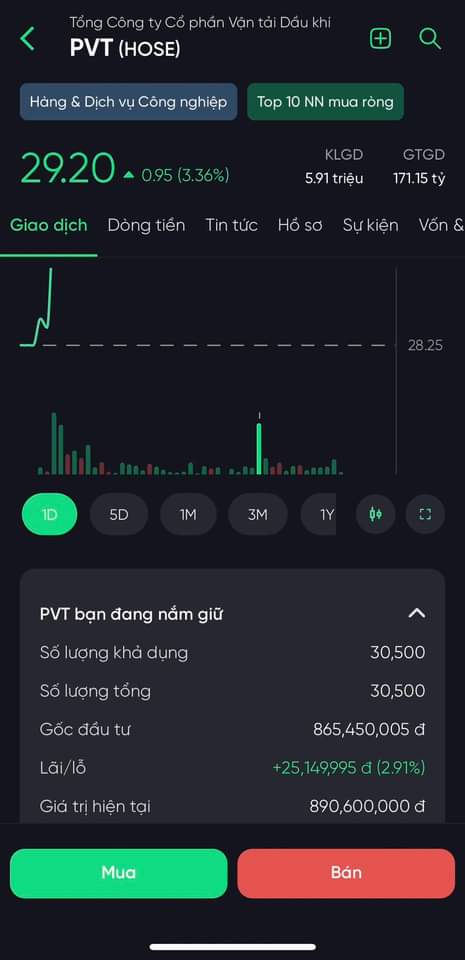 Tổng Công ty Cổ phần Vận tải Dầu khí
PVT (HOSE)
Hàng & Dịch vụ Công nghiệp
Top 10 NN mua ròng
29.20 0.95 (3.36%)
KLGD
5.91 triệu
GTGD
171.15 tỷ
Giao dịch
Dòng tiền
Tin tức
Hồ sơ
Sự kiện
Vốn &
28.25
1D
5D
1M
3M
1Y
PVT bạn đang nắm giữ
Số lượng khả dụng 30,500
Số lượng tổng 30,500
Gốc đầu tư 865,450,005 đ
Lãi/lỗ +25,149,995 đ (2.91%)
Giá trị hiện tại 890,600,000 đ
Mua
Bán